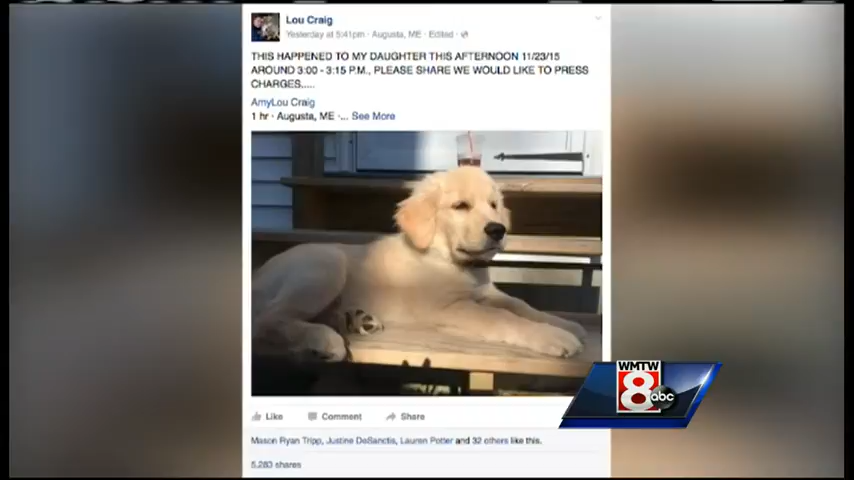 Lou Craig
Yesterday at 5:41pm · Augusta, ME · Edited ·
THIS HAPPENED TO MY DAUGHTER THIS AFTERNOON 11/23/15
AROUND 3:00 - 3:15 P.M., PLEASE SHARE WE WOULD LIKE TO PRESS
CHARGES.....
AmyLou Craig
1 hr · Augusta, ME ·... See More
Like Comment Share
Mason Ryan Tripp, Justine DeSanctis, Lauren Potter and 32 others like this.
5,283 shares
WMTW
8 abc